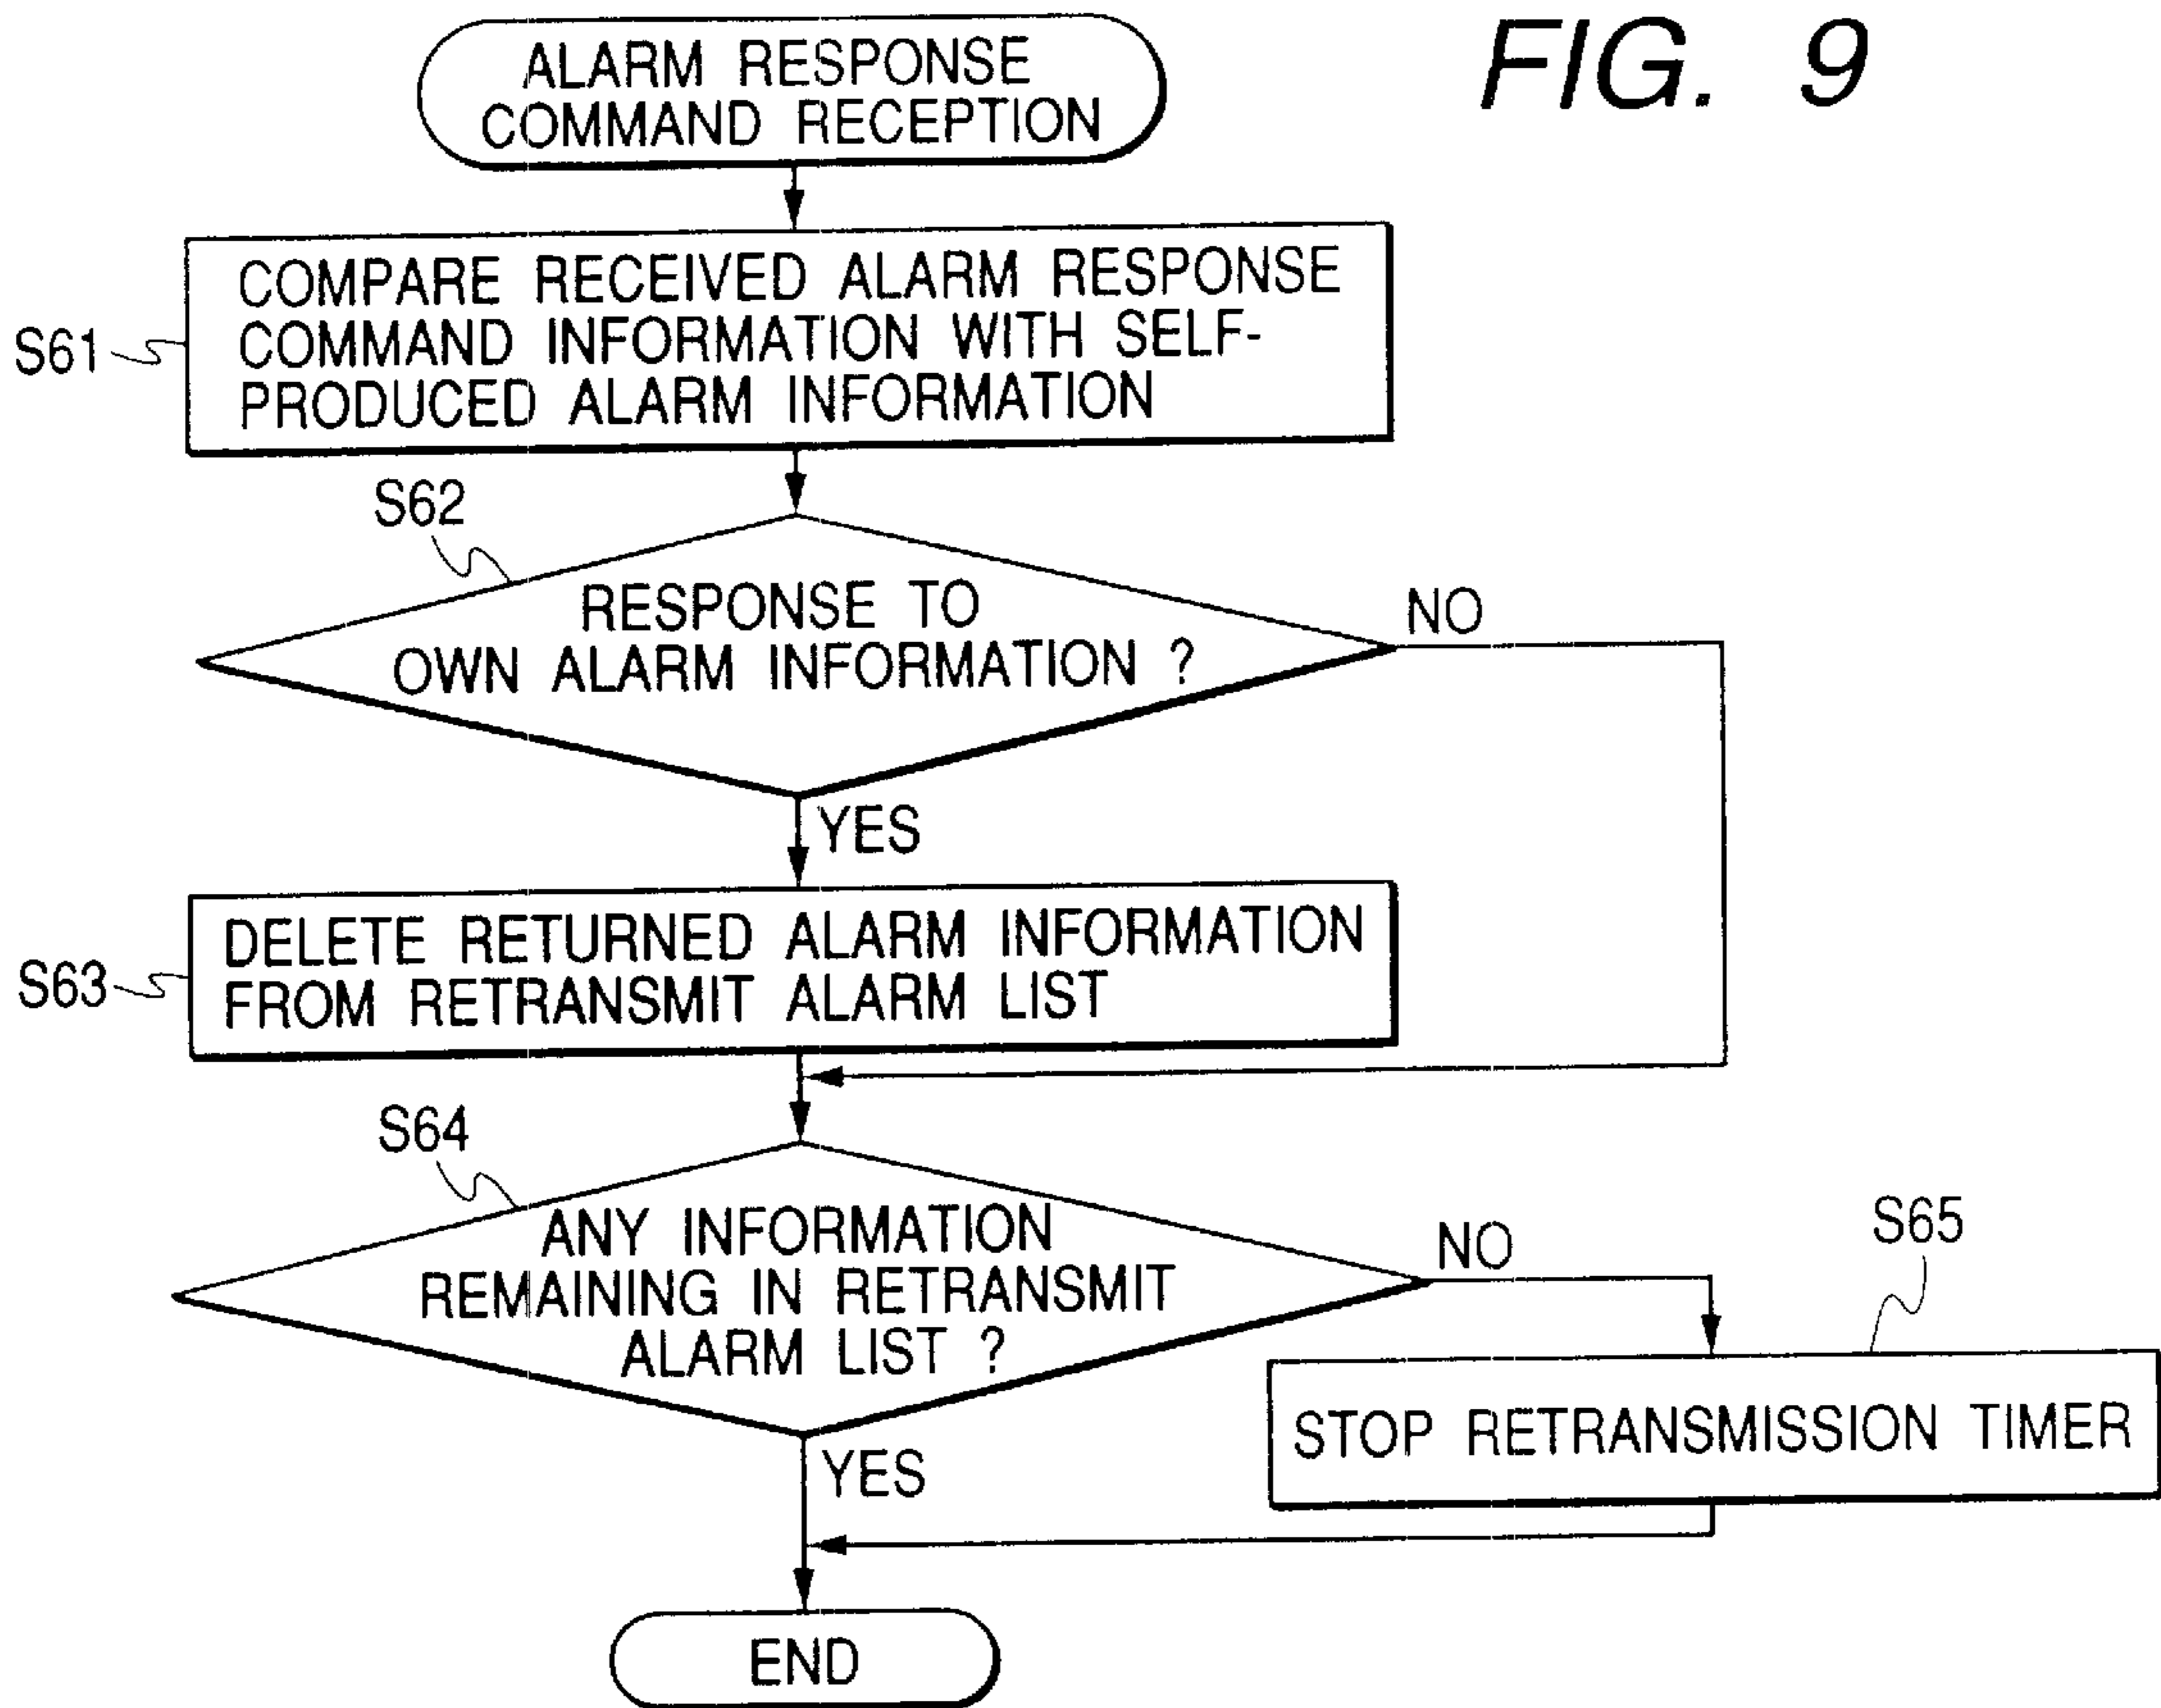 FIG. 9
ALARM RESPONSE
COMMAND RECEPTION
S61
COMPARE RECEIVED ALARM RESPONSE
COMMAND INFORMATION WITH SELF-
PRODUCED ALARM INFORMATION
S62
RESPONSE TO
OWN ALARM INFORMATION ?
NO
YES
S63
DELETE RETURNED ALARM INFORMATION
FROM RETRANSMIT ALARM LIST
S64
ANY INFORMATION
REMAINING IN RETRANSMIT
ALARM LIST ?
NO
S65
STOP RETRANSMISSION TIMER
YES
END